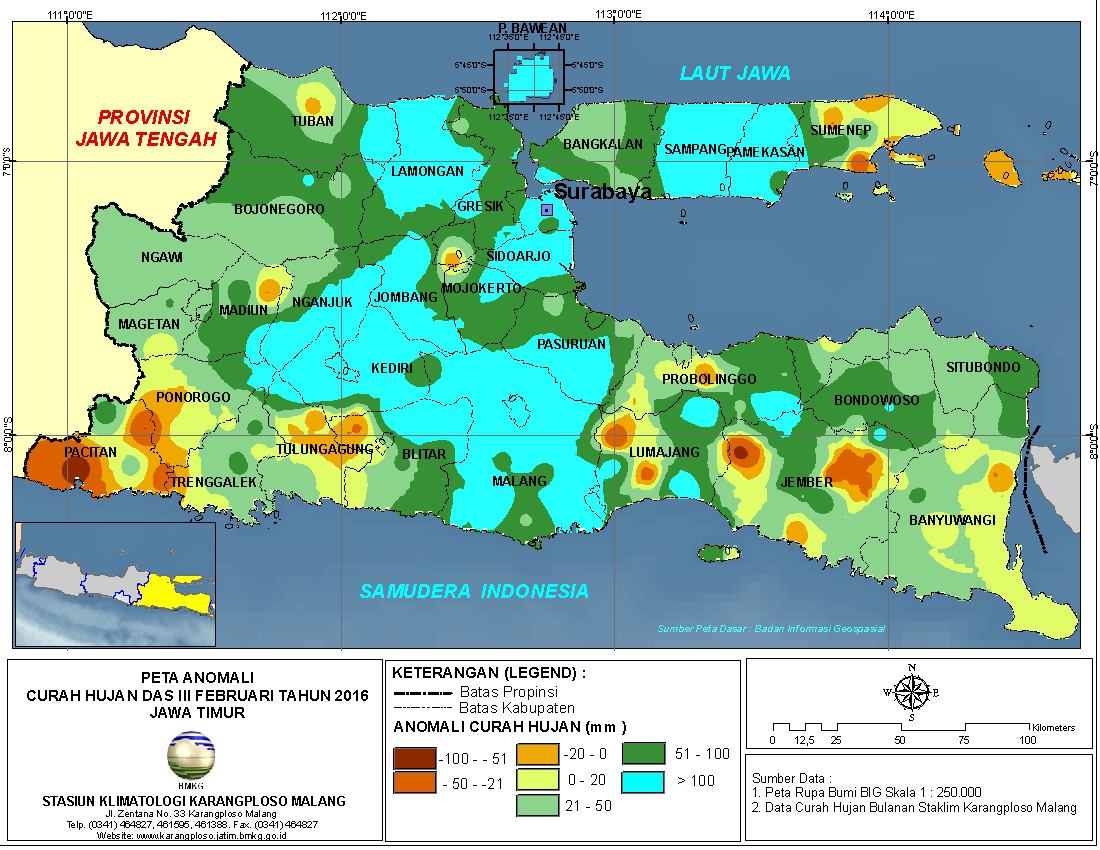 111°0'0"E
112°0'0"E
113°0'0"E
114°0'0"E
P. BAWEAN
112°35'0"E 112°45'0"E
5°45'0"S 5°45'0"S
5°50'0"S 5°50'0"S
112°35'0"E 112°45'0"E
LAUT JAWA
PROVINSI
JAWA TENGAH
TUBAN
LAMONGAN
BANGKALAN
SAMPANG
PAMEKASAN
SUMENEP
7°0'0"S
7°0'0"S
Surabaya
BOJONEGORO
GRESIK
NGAWI
SIDOARJO
MADIUN
NGANJUK
JOMBANG
MOJOKERTO
MAGETAN
PASURUAN
KEDIRI
PROBOLINGGO
SITUBONDO
PONOROGO
BONDOWOSO
8°0'0"S
8°0'0"S
PACITAN
TULUNGAGUNG
BLITAR
LUMAJANG
TRENGGALEK
MALANG
JEMBER
BANYUWANGI
SAMUDERA INDONESIA
Sumber Peta Dasar : Badan Informasi Geospasial
PETA ANOMALI
CURAH HUJAN DAS III FEBRUARI TAHUN 2016
JAWA TIMUR
BMKG
STASIUN KLIMATOLOGI KARANGPLOSO MALANG
Jl. Zentana No. 33 Karangploso Malang
Telp. (0341) 464827, 461595, 461388. Fax. (0341) 464827
Website: www.karangploso.jatim.bmkg.go.id
KETERANGAN (LEGEND) :
Batas Propinsi
Batas Kabupaten
ANOMALI CURAH HUJAN (mm )
-100 - -51
- 50 - -21
-20 - 0
0 - 20
21 - 50
51 - 100
> 100
N
W E
S
Kilometers
0 12,5 25 50 75 100
Sumber Data :
1. Peta Rupa Bumi BIG Skala 1 : 250.000
2. Data Curah Hujan Bulanan Staklim Karangploso Malang